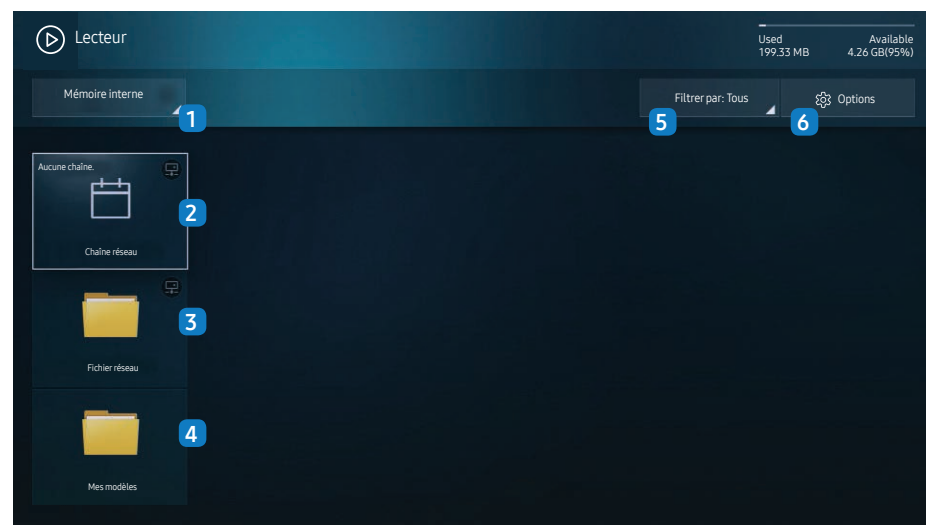 Lecteur
Used Available
199.33 MB 4.26 GB(95%)
Mémoire interne
1
Filtrer par: Tous
5
Options
6
Aucune chaîne.
2
Chaîne réseau
3
Fichier réseau
4
Mes modèles